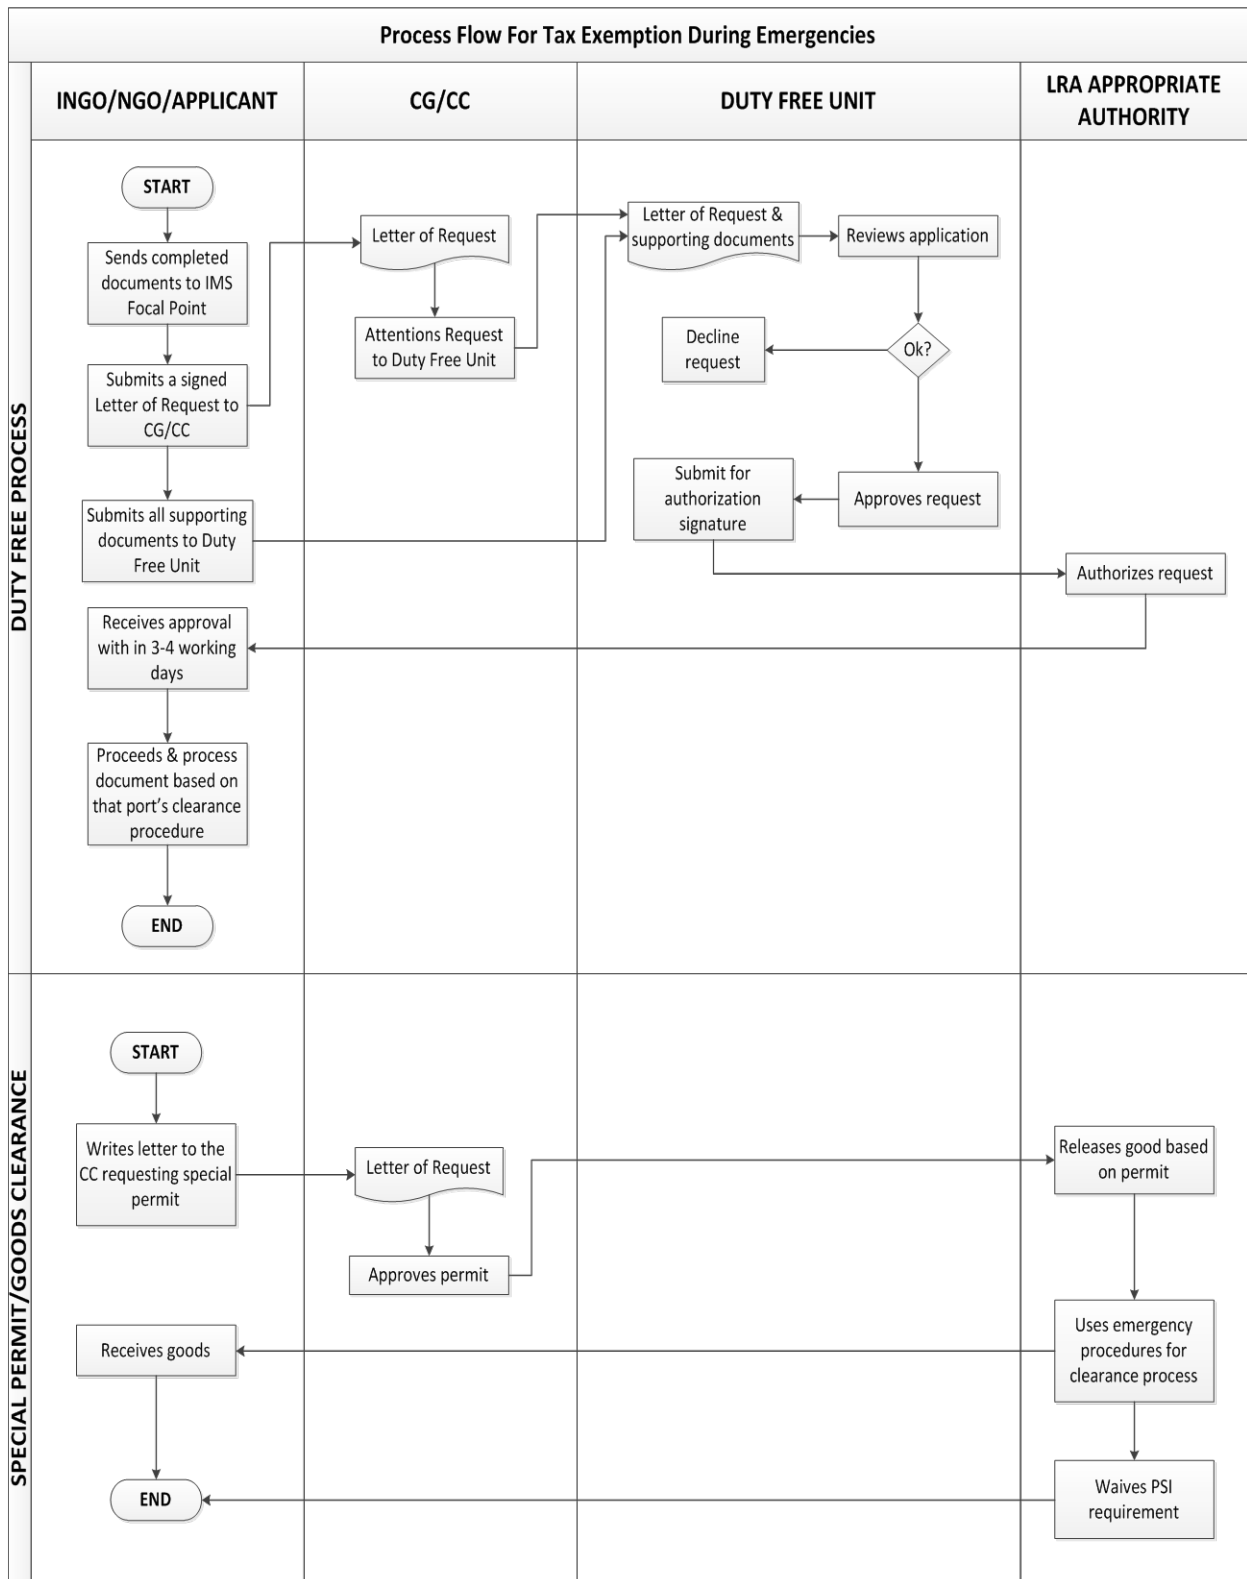 Process Flow For Tax Exemption During Emergencies
INGO/NGO/APPLICANT
CG/CC
DUTY FREE UNIT
LRA APPROPRIATE
AUTHORITY
DUTY FREE PROCESS
START
Sends completed
documents to IMS
Focal Point
Submits a signed
Letter of Request to
CG/CC
Submits all supporting
documents to Duty
Free Unit
Receives approval
with in 3-4 working
days
Proceeds & process
document based on
that port's clearance
procedure
END
Letter of Request
Attentions Request
to Duty Free Unit
Letter of Request &
supporting documents
Reviews application
Ok?
Decline
request
Approves request
Submit for
authorization
signature
Authorizes request
SPECIAL PERMIT/GOODS CLEARANCE
START
Writes letter to the
CC requesting special
permit
Letter of Request
Approves permit
Releases good based
on permit
Uses emergency
procedures for
clearance process
Receives goods
Waives PSI
requirement
END